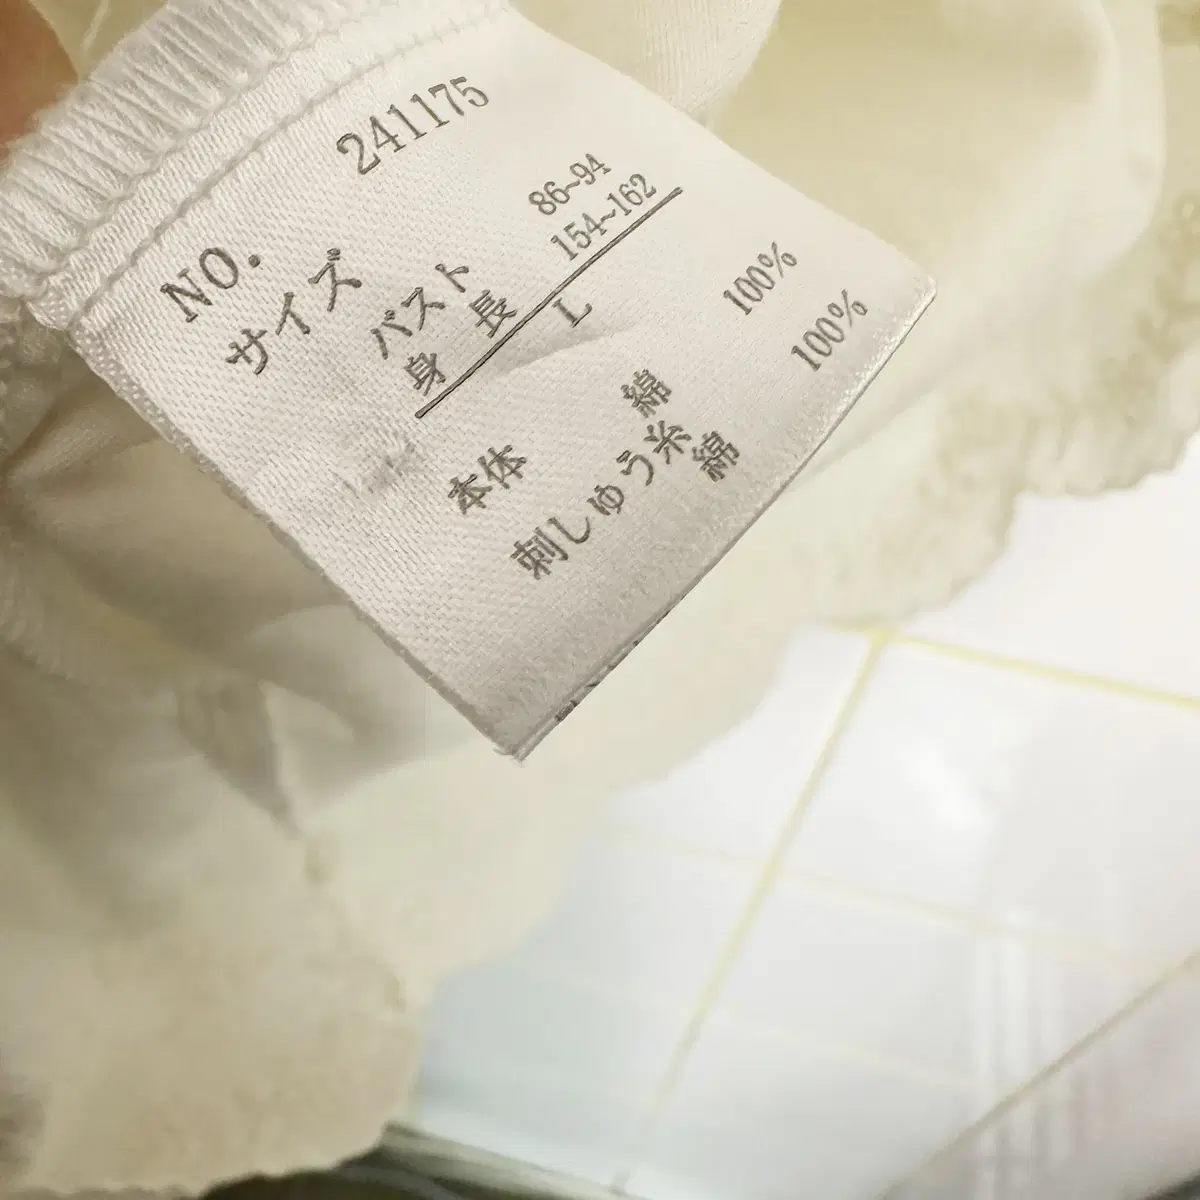 NO. 241175
サイズ
バスト 86~94
身長 154~162
L
本体 綿 100%
刺しゅう糸
綿 100%